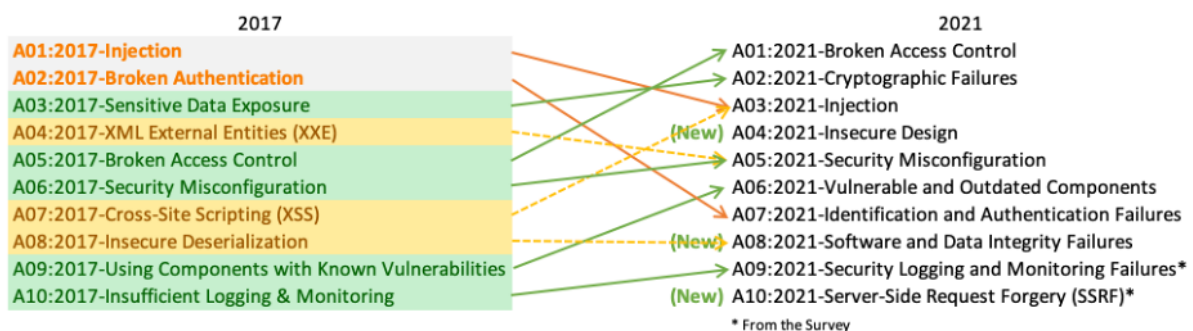 2017
A01:2017-Injection
A02:2017-Broken Authentication
A03:2017-Sensitive Data Exposure
A04:2017-XML External Entities (XXE)
A05:2017-Broken Access Control
A06:2017-Security Misconfiguration
A07:2017-Cross-Site Scripting (XSS)
A08:2017-Insecure Deserialization
A09:2017-Using Components with Known Vulnerabilities
A10:2017-Insufficient Logging & Monitoring
2021
A01:2021-Broken Access Control
A02:2021-Cryptographic Failures
A03:2021-Injection
(New) A04:2021-Insecure Design
A05:2021-Security Misconfiguration
A06:2021-Vulnerable and Outdated Components
A07:2021-Identification and Authentication Failures
(New) A08:2021-Software and Data Integrity Failures
A09:2021-Security Logging and Monitoring Failures*
(New) A10:2021-Server-Side Request Forgery (SSRF)*
* From the Survey